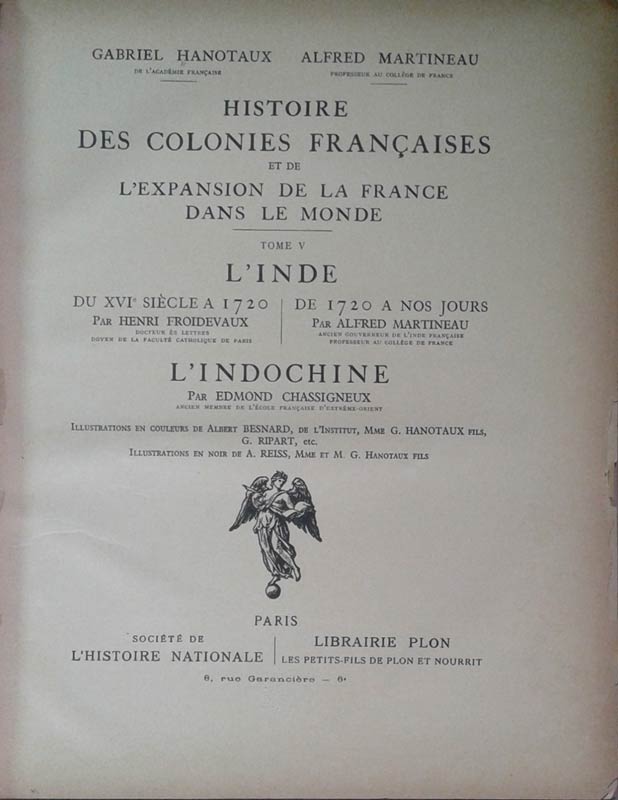 GABRIEL HANOTAUX ALFRED MARTINEAU
DE L'ACADÉMIE FRANÇAISE PROFESSEUR AU COLLÈGE DE FRANCE
HISTOIRE
DES COLONIES FRANÇAISES
ET DE
L'EXPANSION DE LA FRANCE
DANS LE MONDE
TOME V
L'INDE
DU XVIe SIÈCLE A 1720
PAR HENRI FROIDEVAUX
DOCTEUR ÈS LETTRES
DOYEN DE LA FACULTÉ CATHOLIQUE DE PARIS
DE 1720 A NOS JOURS
PAR ALFRED MARTINEAU
ANCIEN GOUVERNEUR DE L'INDE FRANÇAISE
PROFESSEUR AU COLLÈGE DE FRANCE
L'INDOCHINE
PAR EDMOND CHASSIGNEUX
ANCIEN MEMBRE DE L'ÉCOLE FRANÇAISE D'EXTRÊME-ORIENT
ILLUSTRATIONS EN COULEURS DE ALBERT BESNARD, DE L'INSTITUT, MME G. HANOTAUX FILS,
G. RIPART, etc.
ILLUSTRATIONS EN NOIR DE A. REISS, MME ET M. G. HANOTAUX FILS
PARIS
SOCIÉTÉ DE
L'HISTOIRE NATIONALE
LIBRAIRIE PLON
LES PETITS-FILS DE PLON ET NOURRIT
8, rue Garancière — 6e